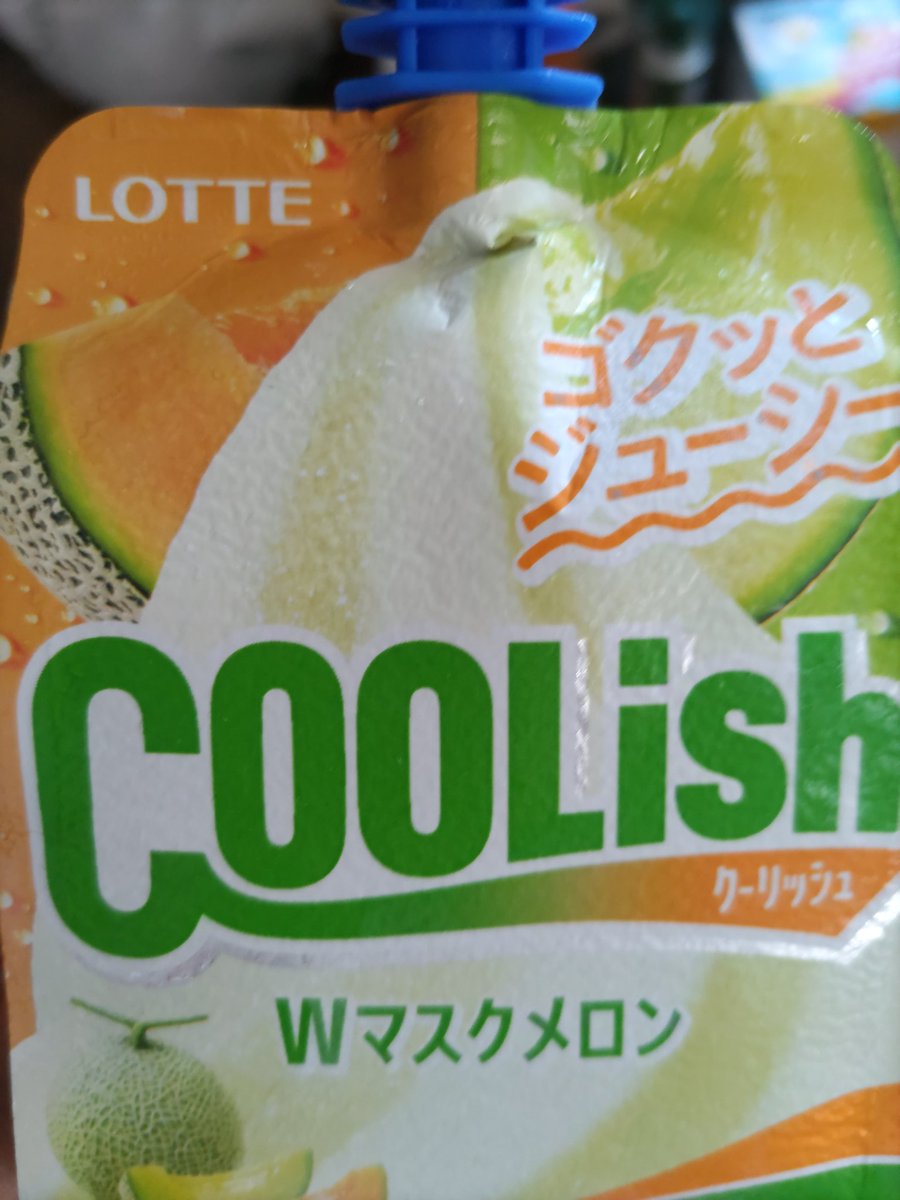 LOTTE
ゴクッと
ジューシー
COOLish
クーリッシュ
Wマスクメロン